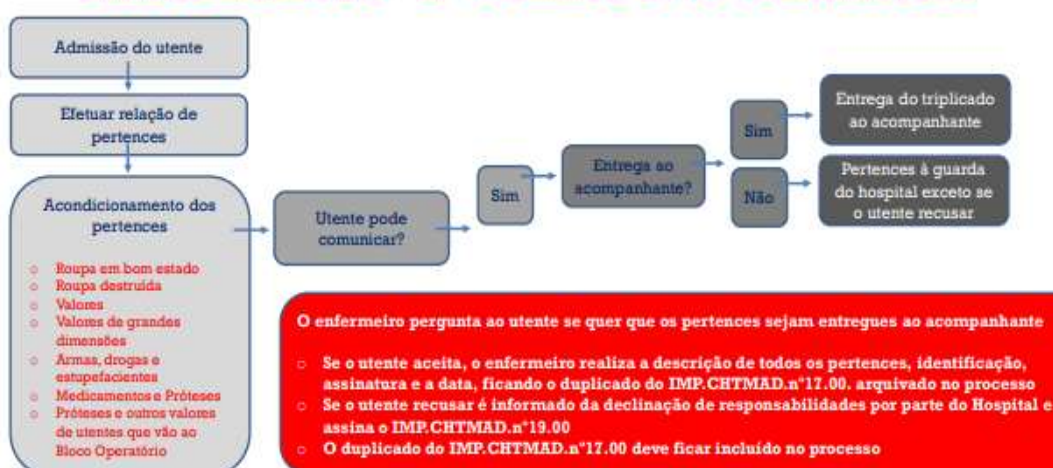 Admissão do utente
Efetuar relação de
pertences
Acondicionamento dos
pertences
o Roupa em bom estado
o Roupa destruída
o Valores
o Valores de grandes
dimensões
o Armas, drogas e
estupefacientes
o Medicamentos e Próteses
o Próteses e outros valores
de utentes que vão ao
Bloco Operatório
Utente pode
comunicar?
Sim
Entrega ao
acompanhante?
Sim
Não
Entrega do triplicado
ao acompanhante
Pertences à guarda
do hospital exceto se
o utente recusar
O enfermeiro pergunta ao utente se quer que os pertences sejam entregues ao acompanhante
o Se o utente aceita, o enfermeiro realiza a descrição de todos os pertences, identificação,
assinatura e a data, ficando o duplicado do IMP.CHTMAD.nº17.00. arquivado no processo
o Se o utente recusar é informado da declinação de responsabilidades por parte do Hospital e
assina o IMP.CHTMAD.nº19.00
o O duplicado do IMP.CHTMAD.nº17.00 deve ficar incluído no processo